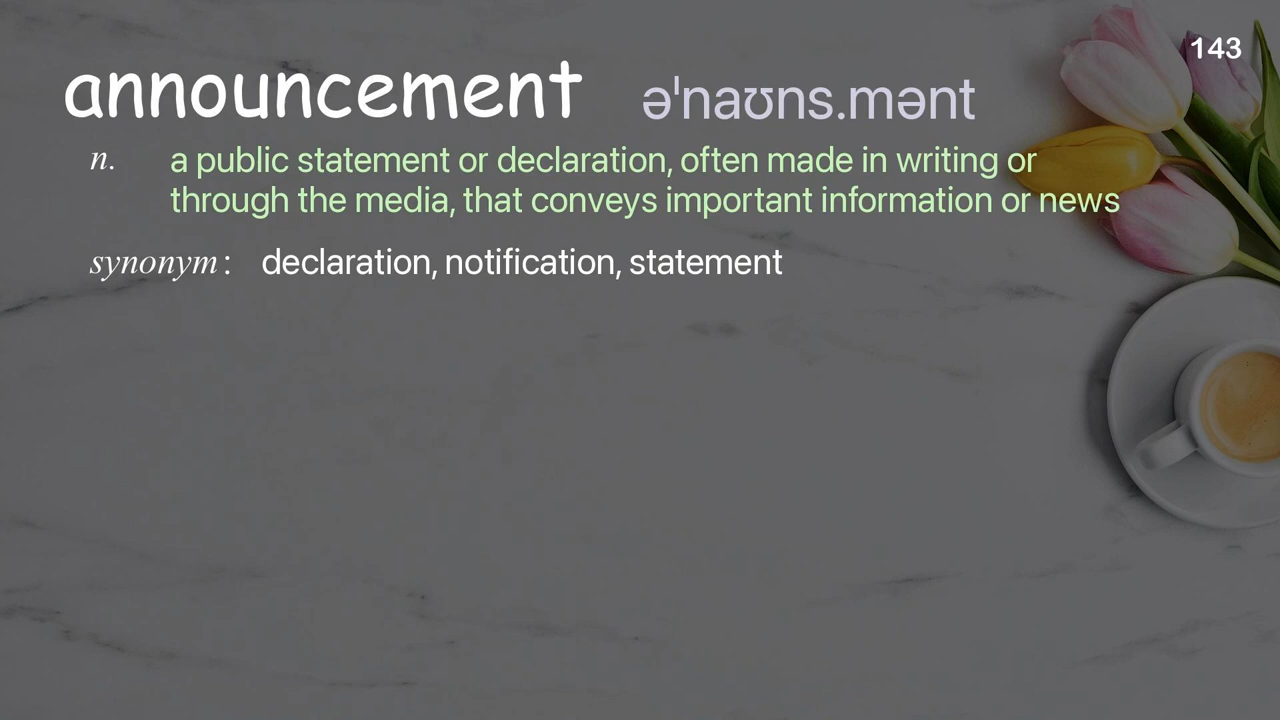 143
announcement əˈnaʊns.mənt
n. a public statement or declaration, often made in writing or
through the media, that conveys important information or news
synonym : declaration, notification, statement